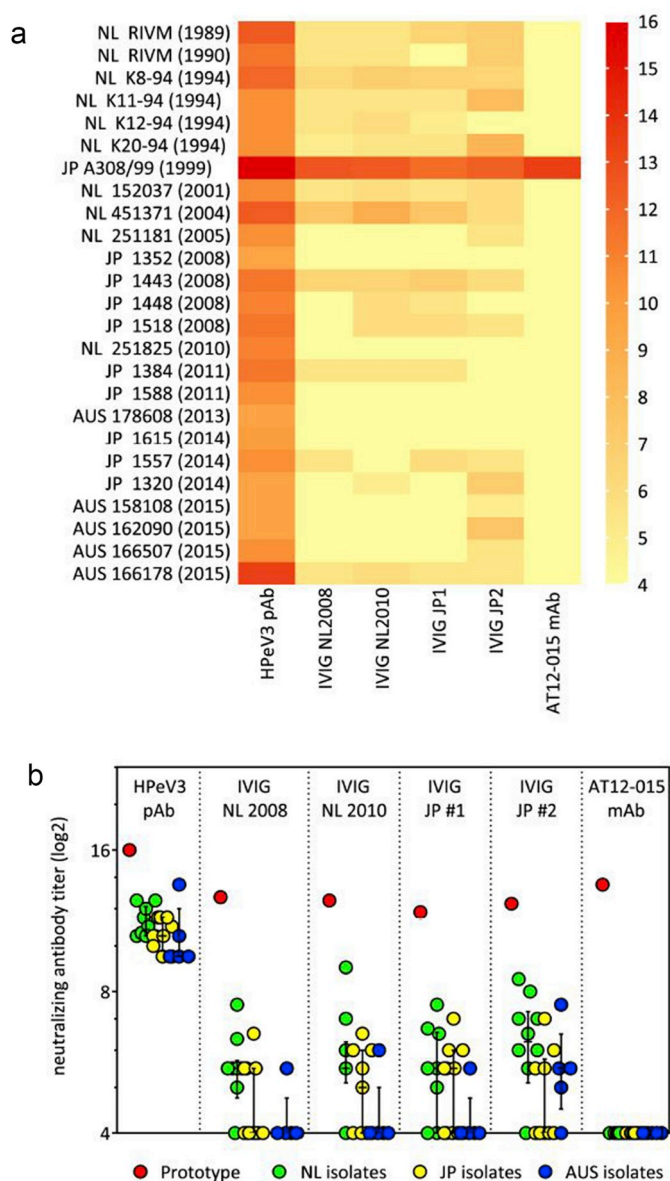 a
NL RIVM (1989)
NL RIVM (1990)
NL K8-94 (1994)
NL K11-94 (1994)
NL K12-94 (1994)
NL K20-94 (1994)
JP A308/99 (1999)
NL 152037 (2001)
NL 451371 (2004)
NL 251181 (2005)
JP 1352 (2008)
JP 1443 (2008)
JP 1448 (2008)
JP 1518 (2008)
NL 251825 (2010)
JP 1384 (2011)
JP 1588 (2011)
AUS 178608 (2013)
JP 1615 (2014)
JP 1557 (2014)
JP 1320 (2014)
AUS 158108 (2015)
AUS 162090 (2015)
AUS 166507 (2015)
AUS 166178 (2015)
HPeV3 pAb
IVIG NL2008
IVIG NL2010
IVIG JP1
IVIG JP2
AT12-015 mAb
16
15
14
13
12
11
10
9
8
7
6
5
4
b
HPeV3
pAb
IVIG
NL 2008
IVIG
NL 2010
IVIG
JP #1
IVIG
JP #2
AT12-015
mAb
neutralizing antibody titer (log2)
16
8
4
Prototype
NL isolates
JP isolates
AUS isolates